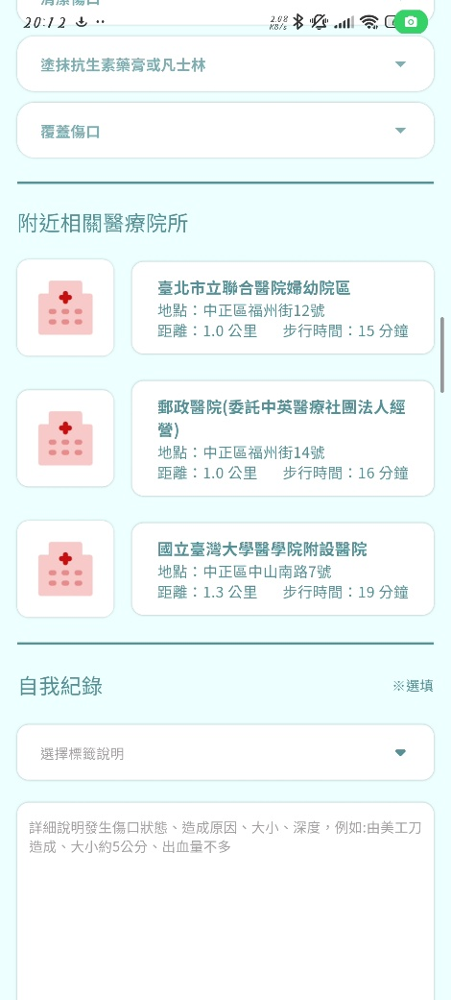 清潔傷口
20:12
2.08
KB/s
塗抹抗生素藥膏或凡士林
覆蓋傷口
附近相關醫療院所
臺北市立聯合醫院婦幼院區
地點：中正區福州街12號
距離：1.0 公里 步行時間：15 分鐘
郵政醫院(委託中英醫療社團法人經
營)
地點：中正區福州街14號
距離：1.0 公里 步行時間：16 分鐘
國立臺灣大學醫學院附設醫院
地點：中正區中山南路7號
距離：1.3 公里 步行時間：19 分鐘
自我紀錄 ※選填
選擇標籤說明
詳細說明發生傷口狀態、造成原因、大小、深度，例如:由美工刀
造成、大小約5公分、出血量不多